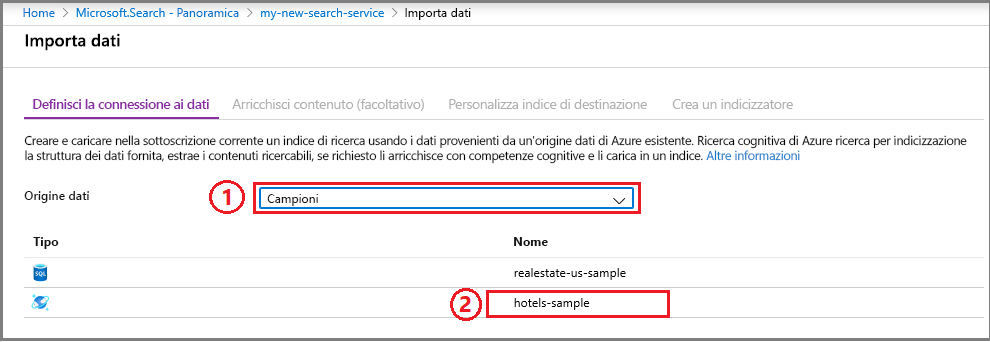 Home > Microsoft.Search - Panoramica > my-new-search-service > Importa dati
Importa dati
Definisci la connessione ai dati Arricchisci contenuto (facoltativo) Personalizza indice di destinazione Crea un indicizzatore
Creare e caricare nella sottoscrizione corrente un indice di ricerca usando i dati provenienti da un'origine dati di Azure esistente. Ricerca cognitiva di Azure ricerca per indicizzazione
la struttura dei dati fornita, estrae i contenuti ricercabili, se richiesto li arricchisce con competenze cognitive e li carica in un indice. Altre informazioni
Origine dati 1 Campioni
Tipo Nome
SQL realestate-us-sample
2 hotels-sample